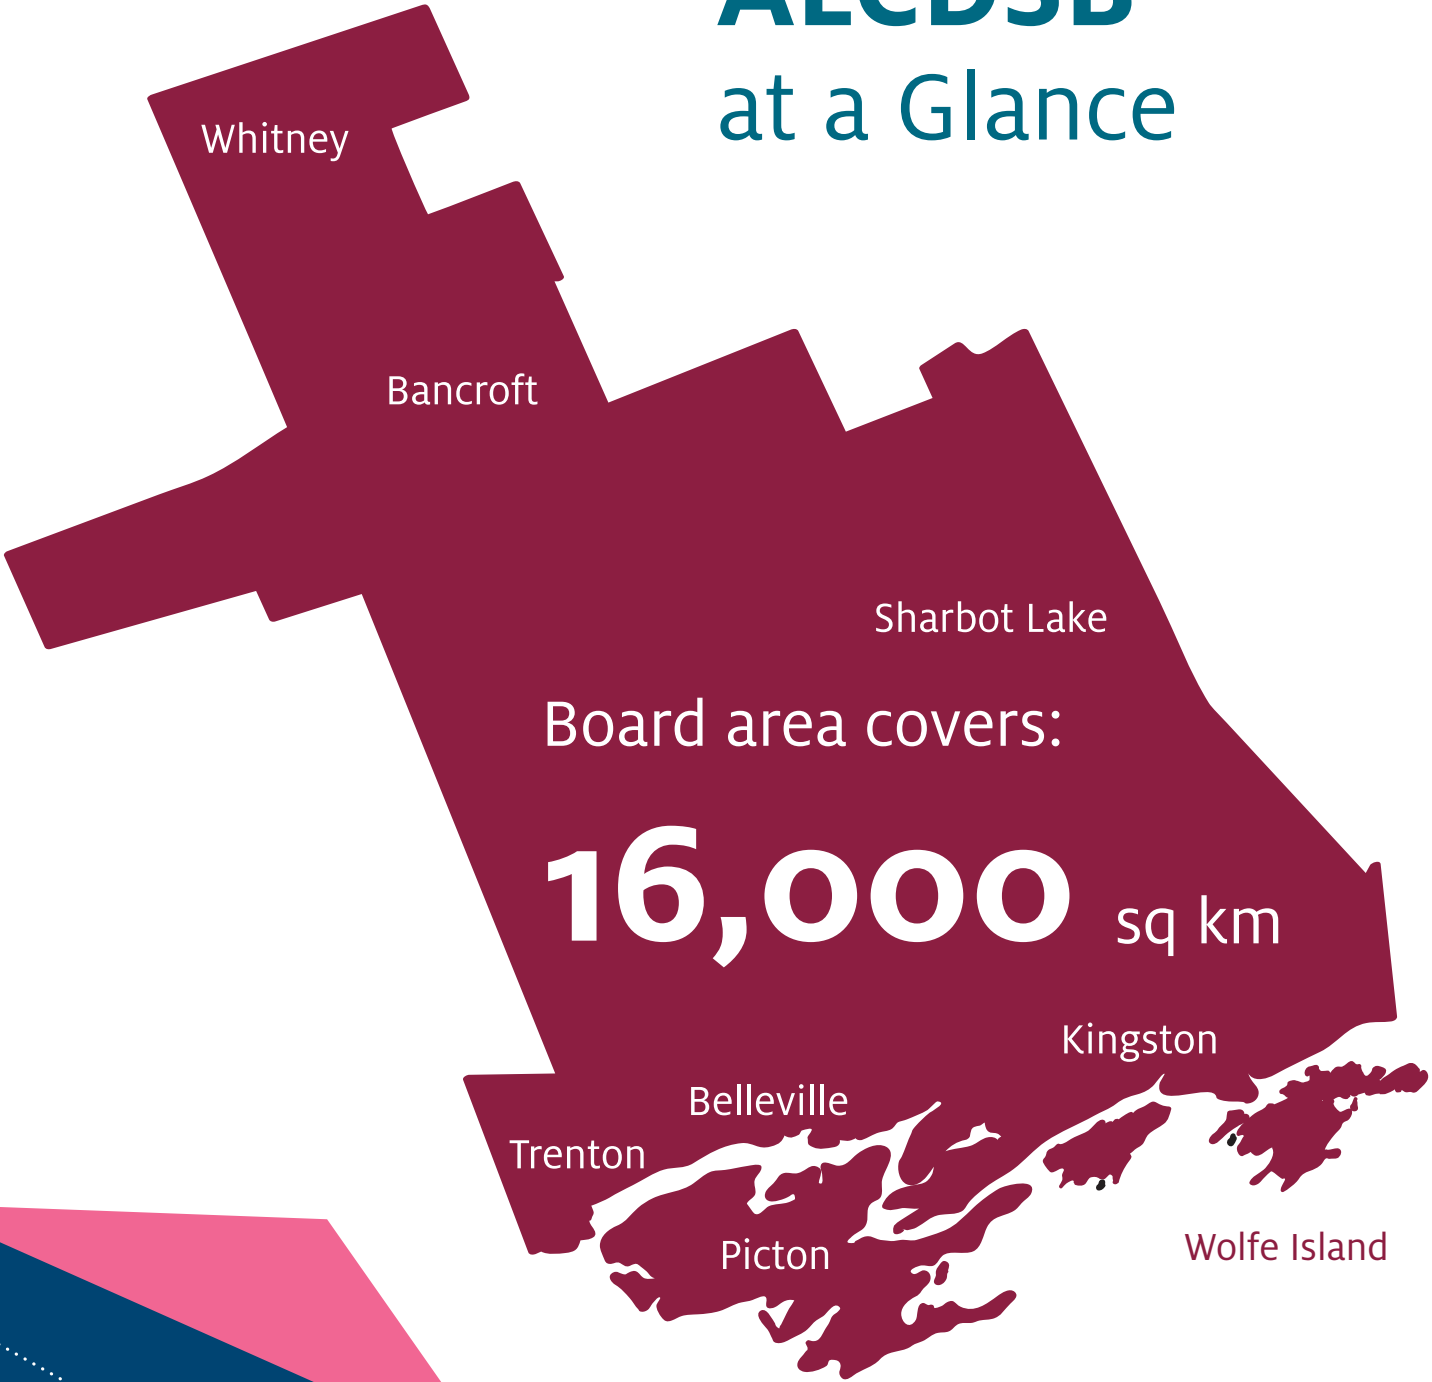 ALCDSB
at a Glance
Whitney
Bancroft
Sharbot Lake
Board area covers:
16,000 sq km
Kingston
Belleville
Trenton
Wolfe Island
Picton